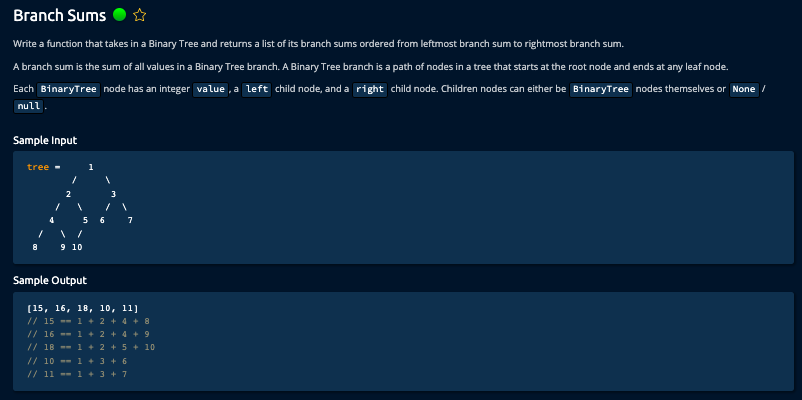 Branch Sums
Write a function that takes in a Binary Tree and returns a list of its branch sums ordered from leftmost branch sum to rightmost branch sum.
A branch sum is the sum of all values in a Binary Tree branch. A Binary Tree branch is a path of nodes in a tree that starts at the root node and ends at any leaf node.
Each BinaryTree node has an integer value , a left child node, and a right child node. Children nodes can either be BinaryTree nodes themselves or None /
null .
Sample Input
tree =     1
       /     \
      2       3
    /   \    /  \
   4     5  6    7
 /   \  /
8    9 10
Sample Output
[15, 16, 18, 10, 11]
// 15 == 1 + 2 + 4 + 8
// 16 == 1 + 2 + 4 + 9
// 18 == 1 + 2 + 5 + 10
// 10 == 1 + 3 + 6
// 11 == 1 + 3 + 7